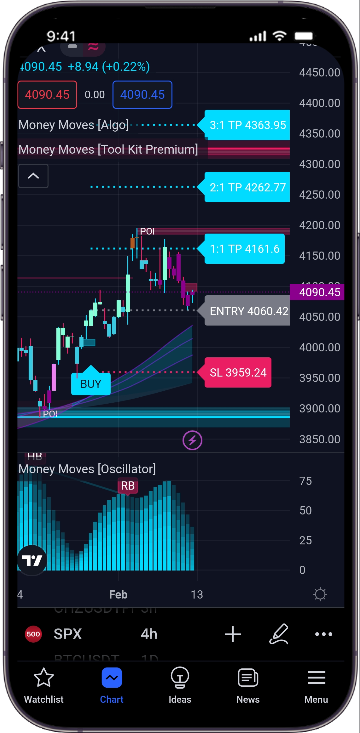 9:41
4090.45 +8.94 (+0.22%)
4450.00
4090.45 0.00 4090.45
4400.00
Money Moves [Algo]
3:1 TP 4363.95
4350.00
Money Moves [Tool Kit Premium]
4300.00
2:1 TP 4262.77
4250.00
4200.00
POI
1:1 TP 4161.6
4150.00
4090.45
ENTRY 4060.42
4050.00
4000.00
SL 3959.24
3950.00
BUY
3900.00
POI
3850.00
Money Moves [Oscillator]
RB
75
50
25
0
4 Feb 13
500 SPX 4h
Watchlist Chart Ideas News Menu